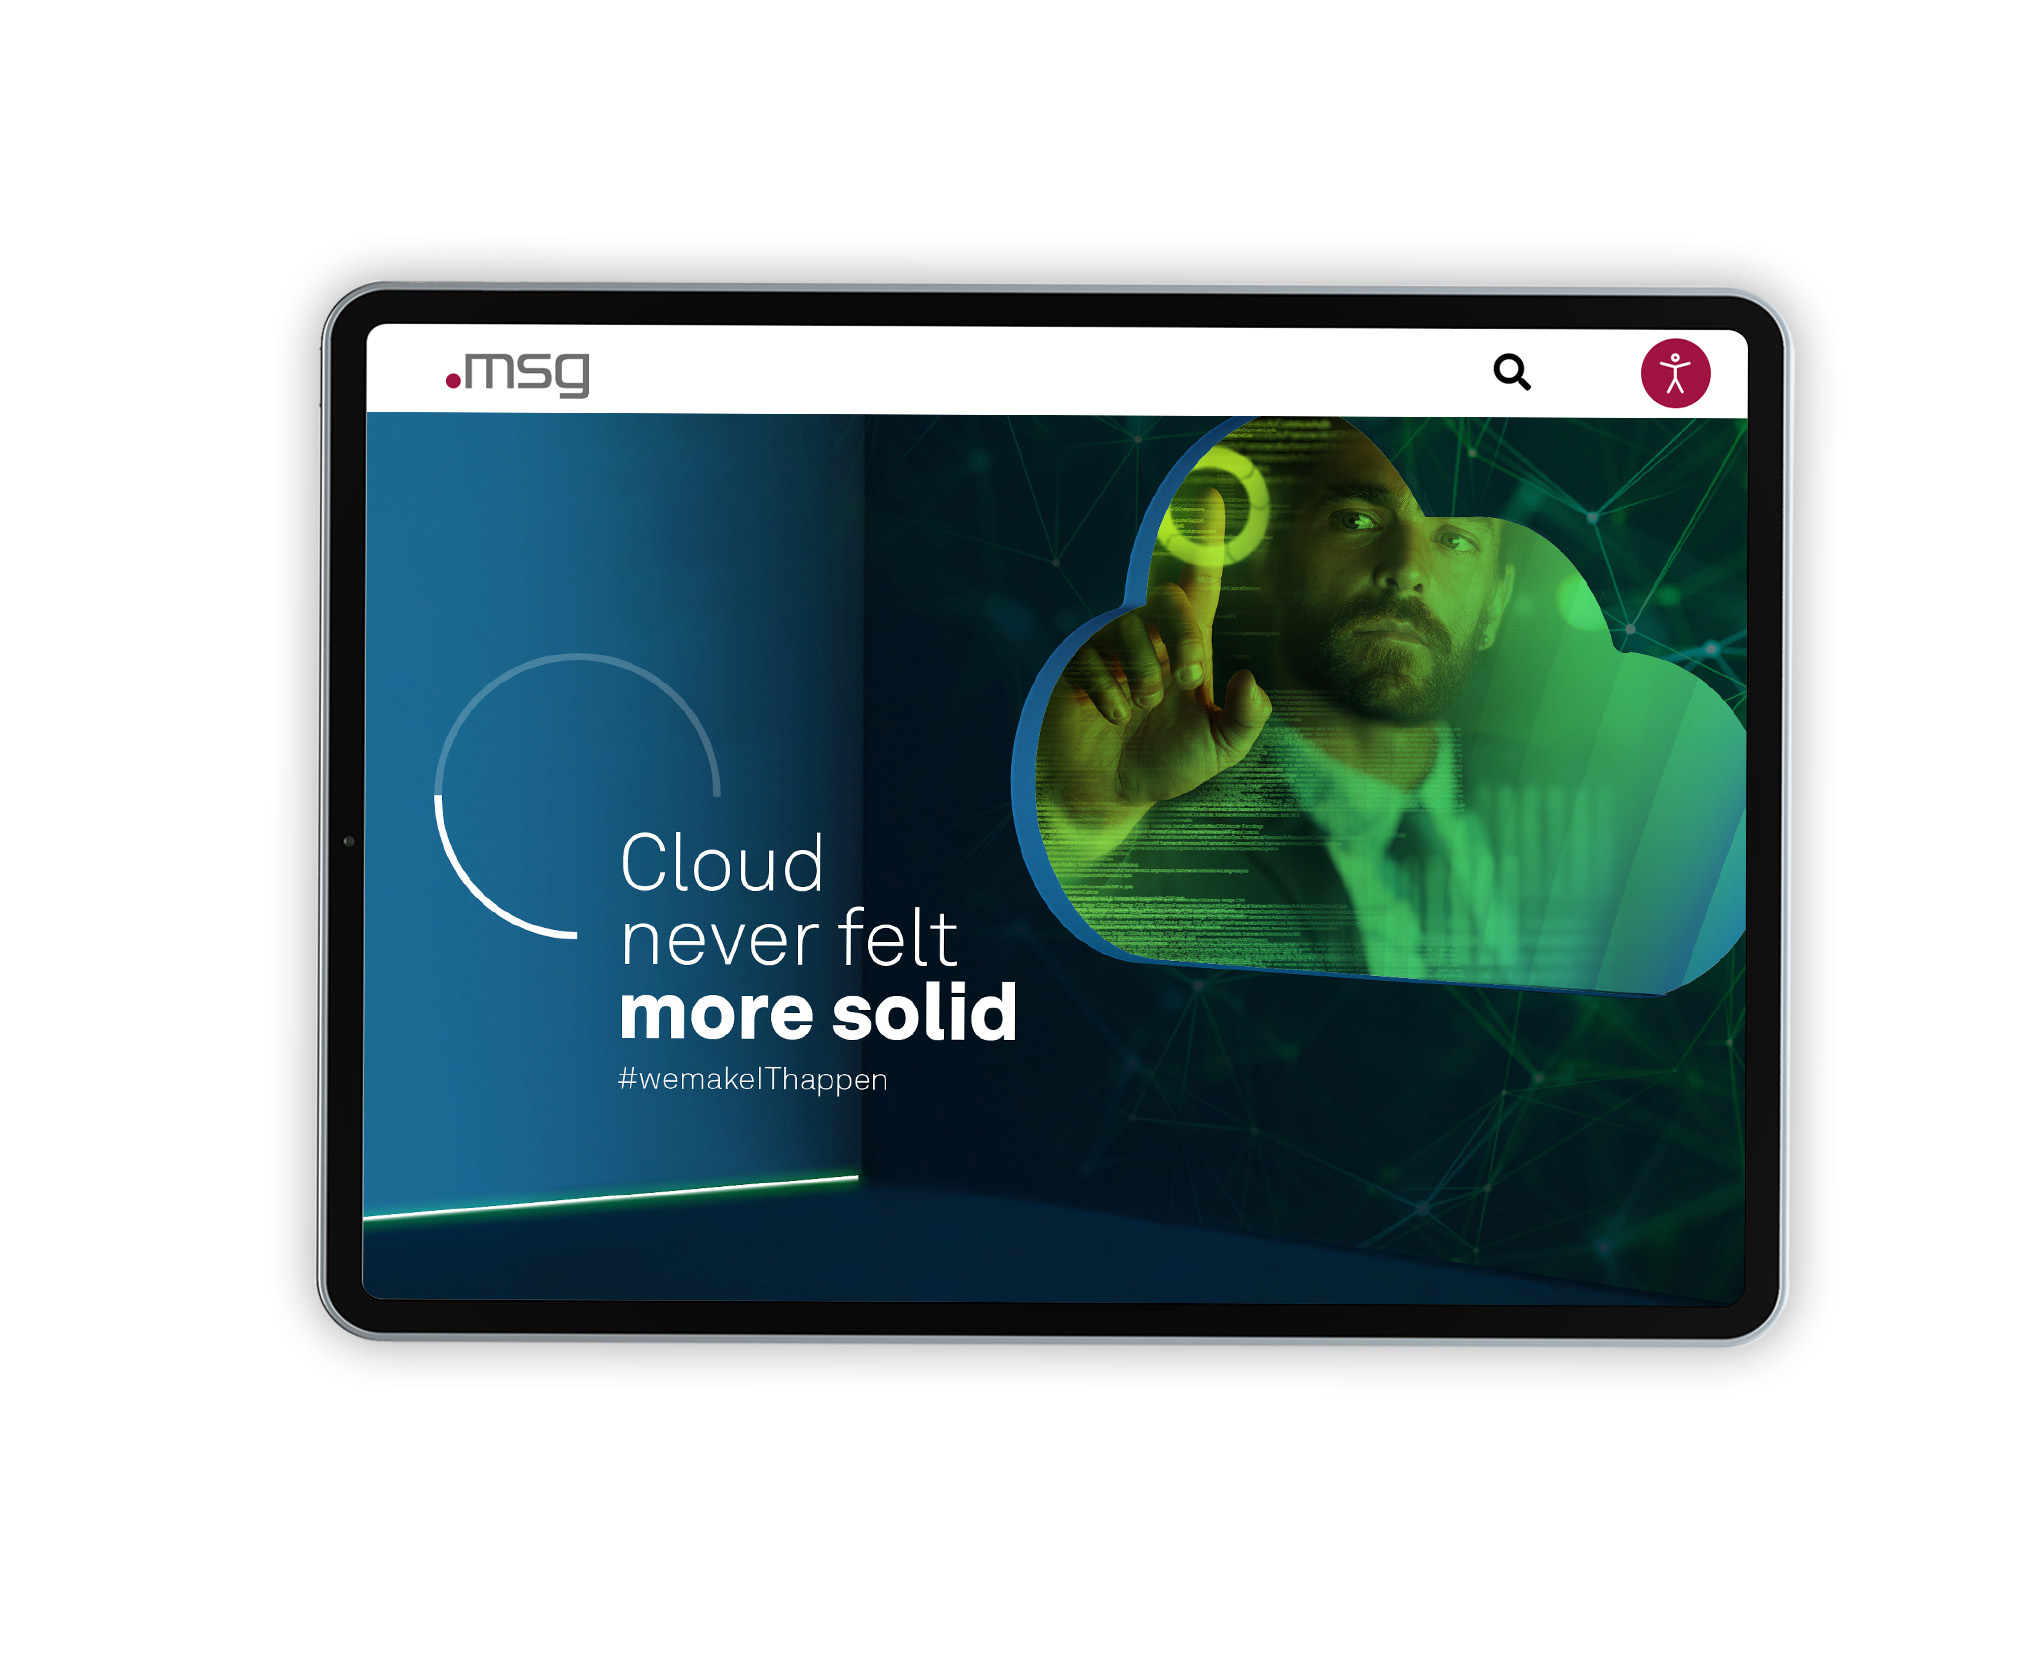 .msg
Cloud
never felt
more solid
#wemakeIThappen